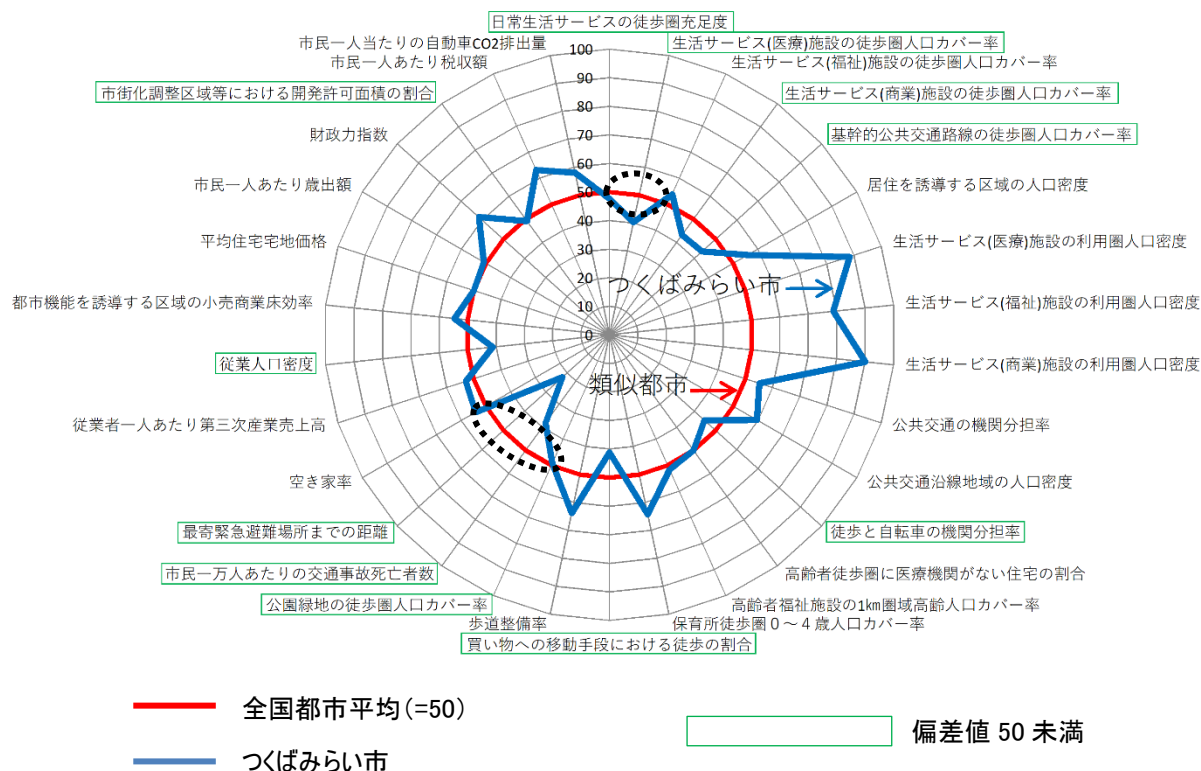 日常生活サービスの徒歩圏充足度
市民一人当たりの自動車CO2排出量
生活サービス(医療)施設の徒歩圏人口カバー率
市民一人あたり税収額
生活サービス(福祉)施設の徒歩圏人口カバー率
市街化調整区域等における開発許可面積の割合
生活サービス(商業)施設の徒歩圏人口カバー率
財政力指数
基幹的公共交通路線の徒歩圏人口カバー率
市民一人あたり歳出額
居住を誘導する区域の人口密度
平均住宅宅地価格
生活サービス(医療)施設の利用圏人口密度
都市機能を誘導する区域の小売商業床効率
生活サービス(福祉)施設の利用圏人口密度
従業人口密度
生活サービス(商業)施設の利用圏人口密度
従業者一人あたり第三次産業売上高
公共交通の機関分担率
空き家率
公共交通沿線地域の人口密度
最寄緊急避難場所までの距離
徒歩と自転車の機関分担率
市民一万人あたりの交通事故死亡者数
高齢者徒歩圏に医療機関がない住宅の割合
公園緑地の徒歩圏人口カバー率
高齢者福祉施設の1km圏域高齢人口カバー率
歩道整備率
保育所徒歩圏0～4歳人口カバー率
買い物への移動手段における徒歩の割合
100
90
80
70
60
50
40
30
20
10
0
つくばみらい市
類似都市
全国都市平均(=50)
つくばみらい市
偏差値 50 未満